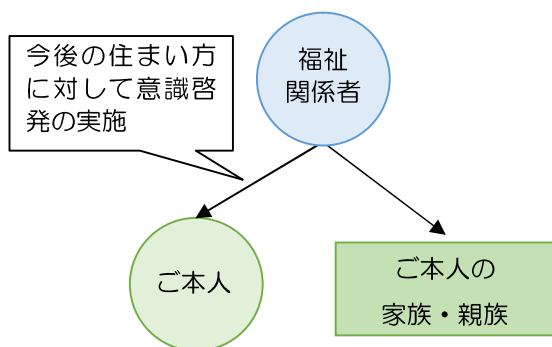 今後の住まい方
に対して意識啓
発の実施
福祉
関係者
ご本人
ご本人の
家族・親族